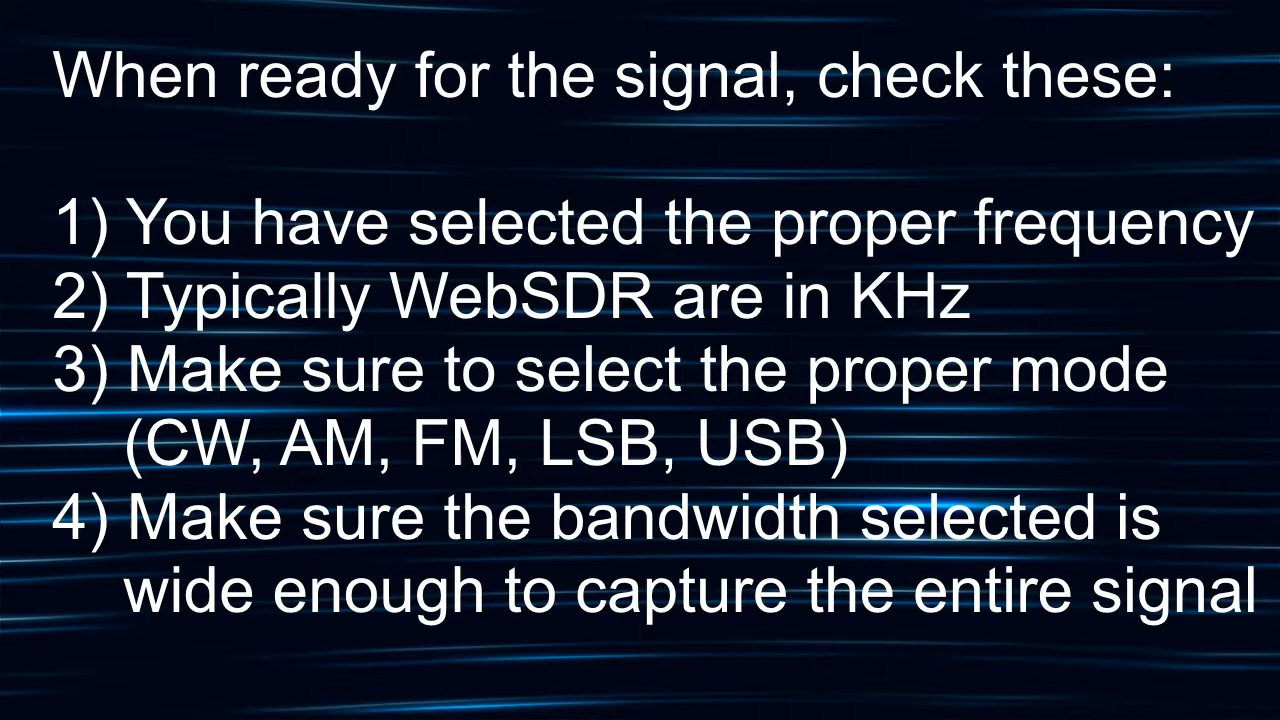 When ready for the signal, check these:
1) You have selected the proper frequency
2) Typically WebSDR are in KHz
3) Make sure to select the proper mode
(CW, AM, FM, LSB, USB)
4) Make sure the bandwidth selected is
wide enough to capture the entire signal